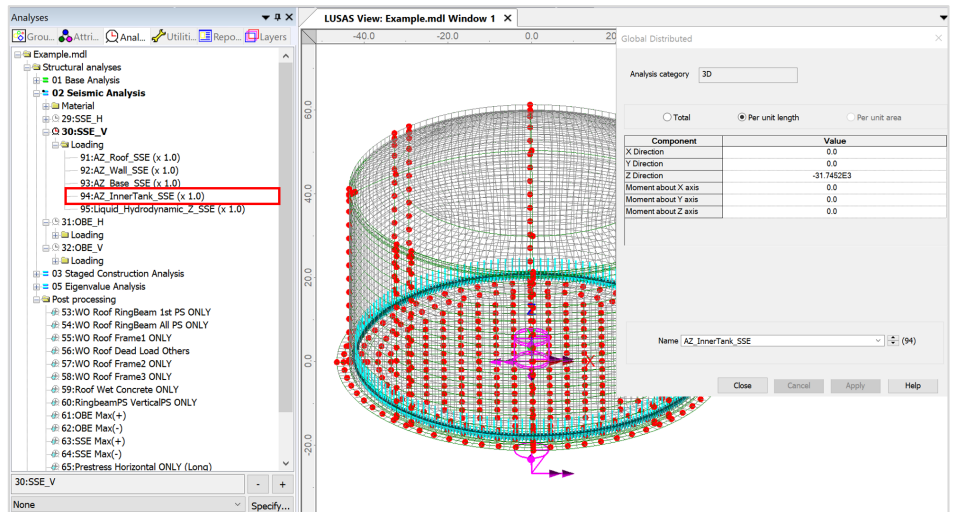 Analyses
Grou... Attri... Anal... Utiliti... Repo... Layers
Example.mdl
Structural analyses
01 Base Analysis
02 Seismic Analysis
Material
29:SSE_H
30:SSE_V
Loading
91:AZ_Roof_SSE (x 1.0)
92:AZ_Wall_SSE (x 1.0)
93:AZ_Base_SSE (x 1.0)
94:AZ_InnerTank_SSE (x 1.0)
95:Liquid_Hydrodynamic_Z_SSE (x 1.0)
31:OBE_H
Loading
32:OBE_V
Loading
03 Staged Construction Analysis
05 Eigenvalue Analysis
Post processing
53:WO Roof RingBeam 1st PS ONLY
54:WO Roof RingBeam All PS ONLY
55:WO Roof Frame1 ONLY
56:WO Roof Dead Load Others
57:WO Roof Frame2 ONLY
58:WO Roof Frame3 ONLY
59:Roof Wet Concrete ONLY
60:RingbeamPS VerticalPS ONLY
61:OBE Max(+)
62:OBE Max(-)
63:SSE Max(+)
64:SSE Max(-)
65:Prestress Horizontal ONLY (Long)
30:SSE_V
- +
None
Specify...
LUSAS View: Example.mdl Window 1 X
-40.0 -20.0 0.0 20
60.0
40.0
20.0
0.0
-20.0
Z
X
Global Distributed
Analysis category 3D
Total Per unit length Per unit area
Component Value
X Direction 0.0
Y Direction 0.0
Z Direction -31.7452E3
Moment about X axis 0.0
Moment about Y axis 0.0
Moment about Z axis 0.0
Name AZ_InnerTank_SSE (94)
Close Cancel Apply Help